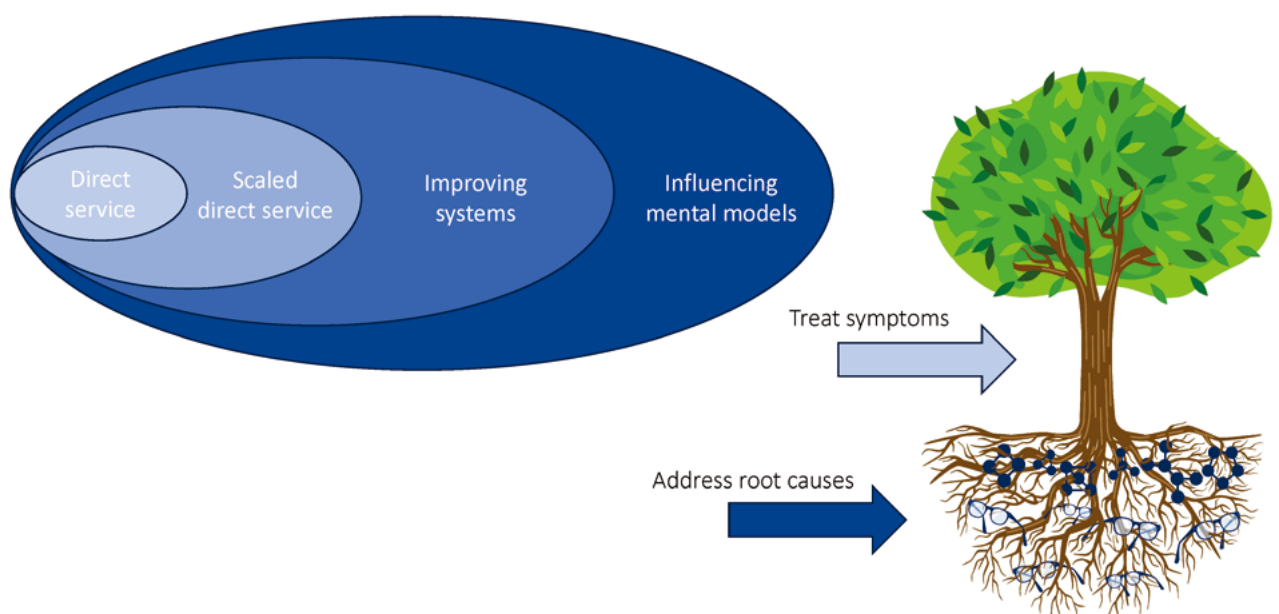 Direct
service
Scaled
direct service
Improving
systems
Influencing
mental models
Treat symptoms
Address root causes